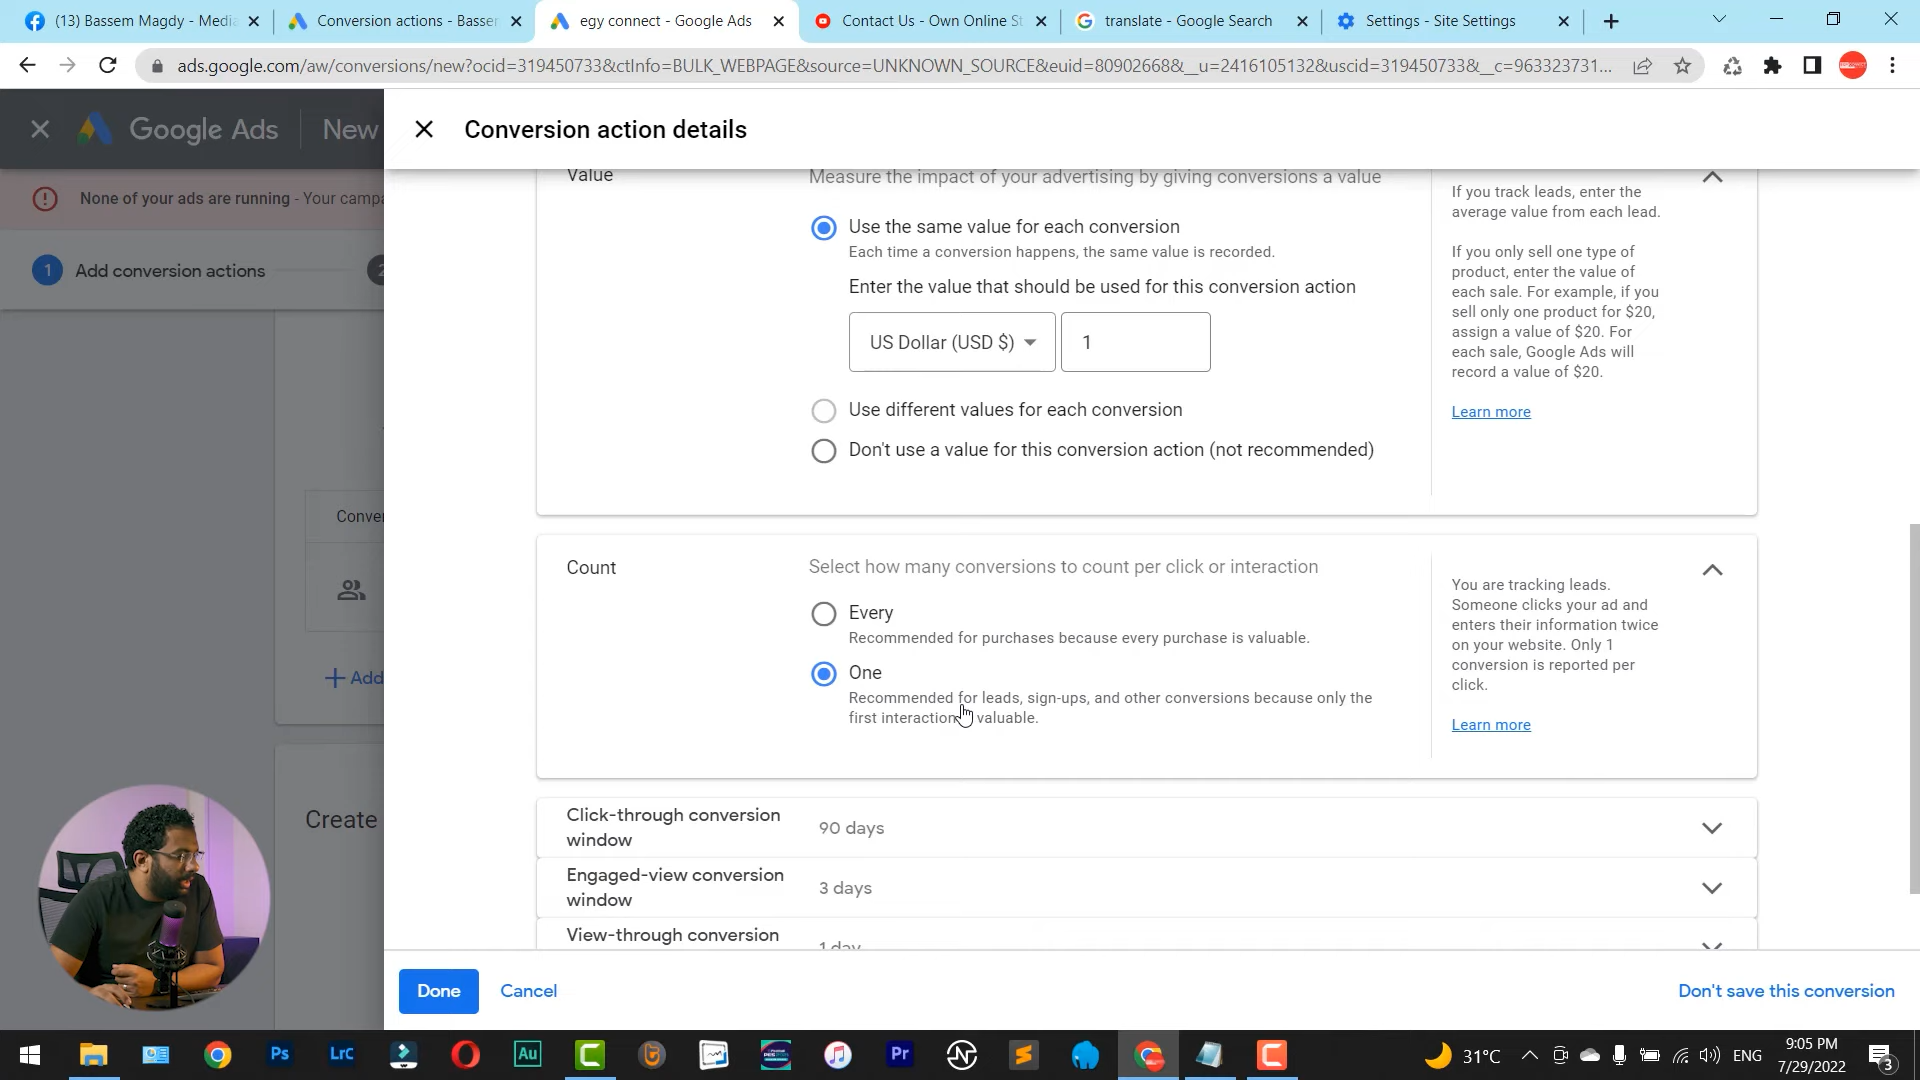 (13) Bassem Magdy - Media
Conversion actions - Basser
egy connect - Google Ads
Contact Us - Own Online St
translate - Google Search
Settings - Site Settings
ads.google.com/aw/conversions/new?ocid=319450733&ctInfo=BULK_WEBPAGE&source=UNKNOWN_SOURCE&euid=80902668&__u=2416105132&uscid=319450733&__c=963323731...
Google Ads
New
Conversion action details
None of your ads are running - Your campa
1 Add conversion actions
2
Value
Measure the impact of your advertising by giving conversions a value
Use the same value for each conversion
Each time a conversion happens, the same value is recorded.
Enter the value that should be used for this conversion action
US Dollar (USD $)
1
Use different values for each conversion
Don't use a value for this conversion action (not recommended)
If you track leads, enter the
average value from each lead.
If you only sell one type of
product, enter the value of
each sale. For example, if you
sell only one product for $20,
assign a value of $20. For
each sale, Google Ads will
record a value of $20.
Learn more
Conver
+ Add
Create
Count
Select how many conversions to count per click or interaction
Every
Recommended for purchases because every purchase is valuable.
One
Recommended for leads, sign-ups, and other conversions because only the
first interaction valuable.
You are tracking leads.
Someone clicks your ad and
enters their information twice
on your website. Only 1
conversion is reported per
click.
Learn more
Click-through conversion
window
90 days
Engaged-view conversion
window
3 days
View-through conversion
1 day
Done
Cancel
Don't save this conversion
Ps
LrC
Au
Pr
31°C
ENG
9:05 PM
7/29/2022
3